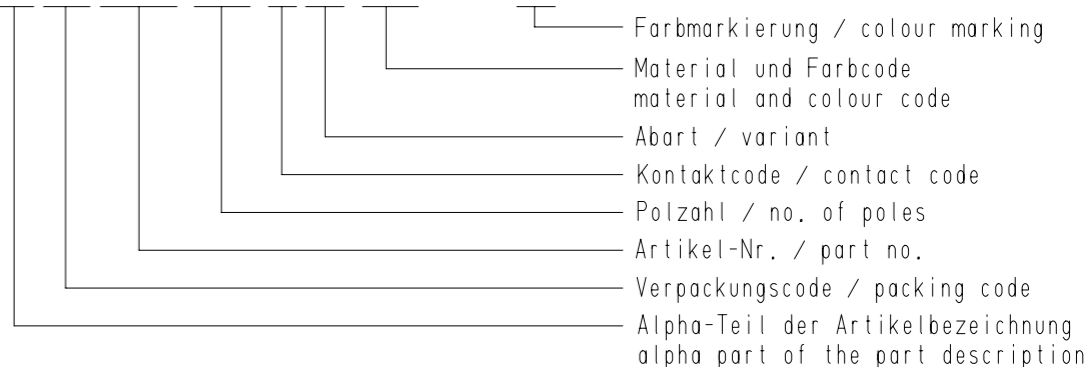 Farbmarkierung / colour marking
Material und Farbcode
material and colour code
Abart / variant
Kontaktcode / contact code
Polzahl / no. of poles
Artikel-Nr. / part no.
Verpackungscode / packing code
Alpha-Teil der Artikelbezeichnung
alpha part of the part description